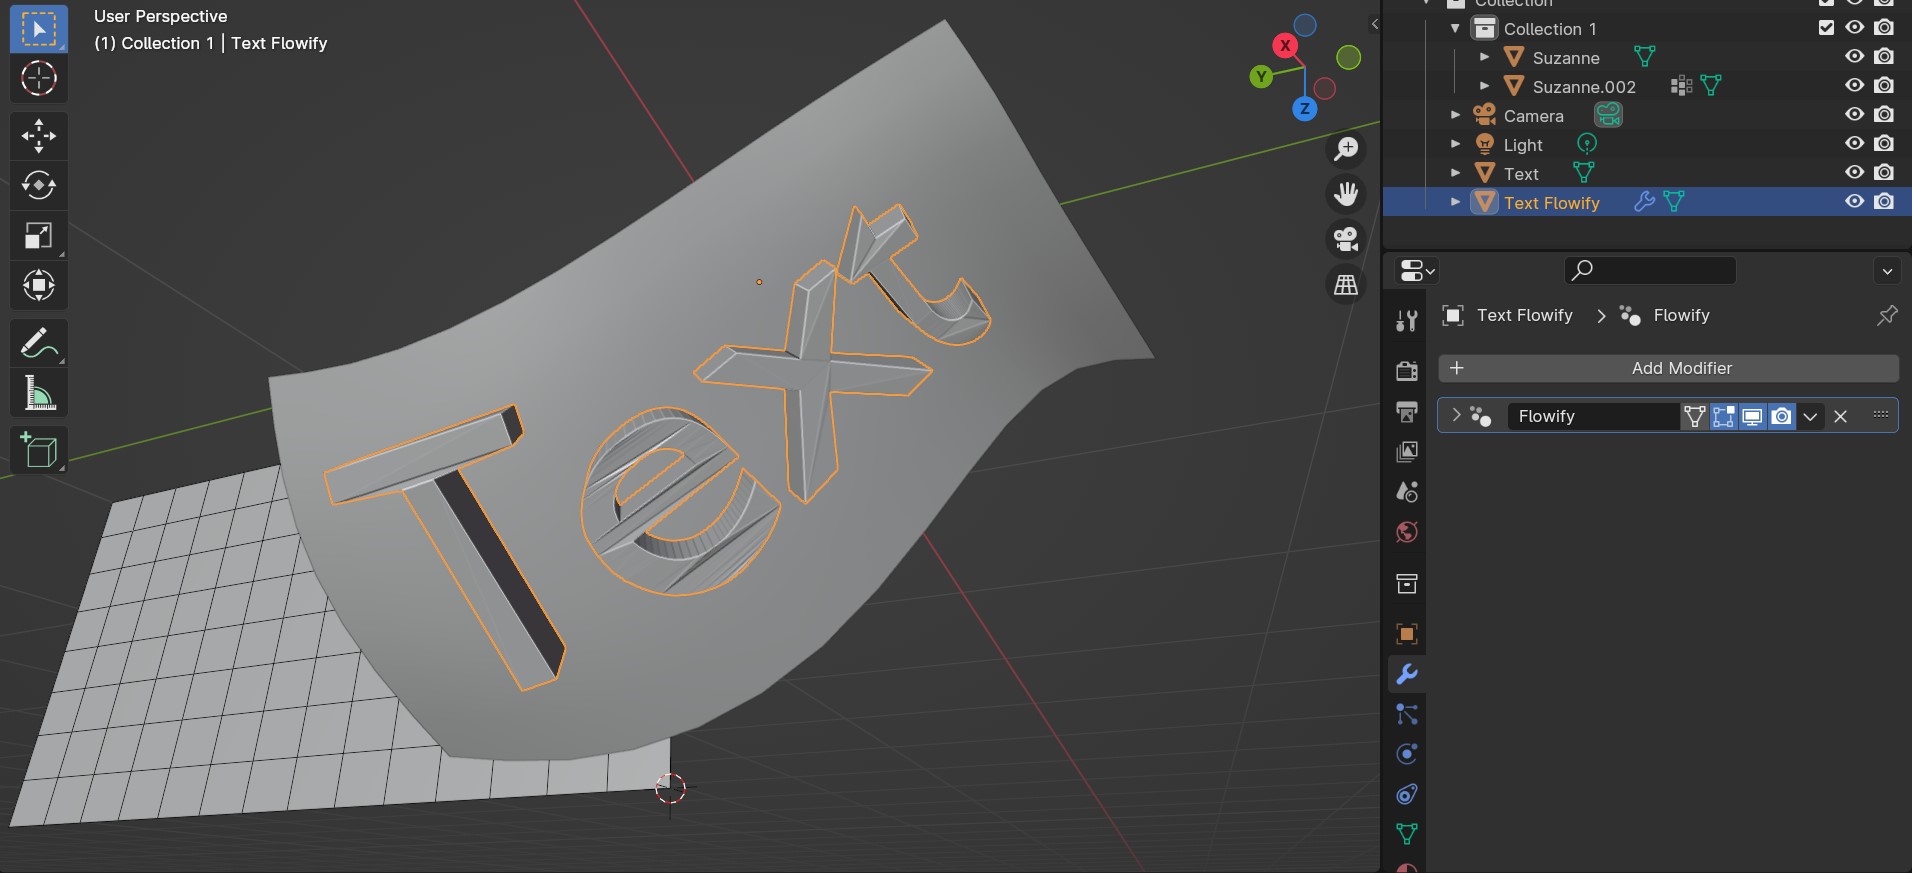 User Perspective
(1) Collection 1 | Text Flowify
Text
X
Y
Z
Collection
Collection 1
Suzanne
Suzanne.002
Camera
Light
Text
Text Flowify
Text Flowify > Flowify
+ Add Modifier
Flowify